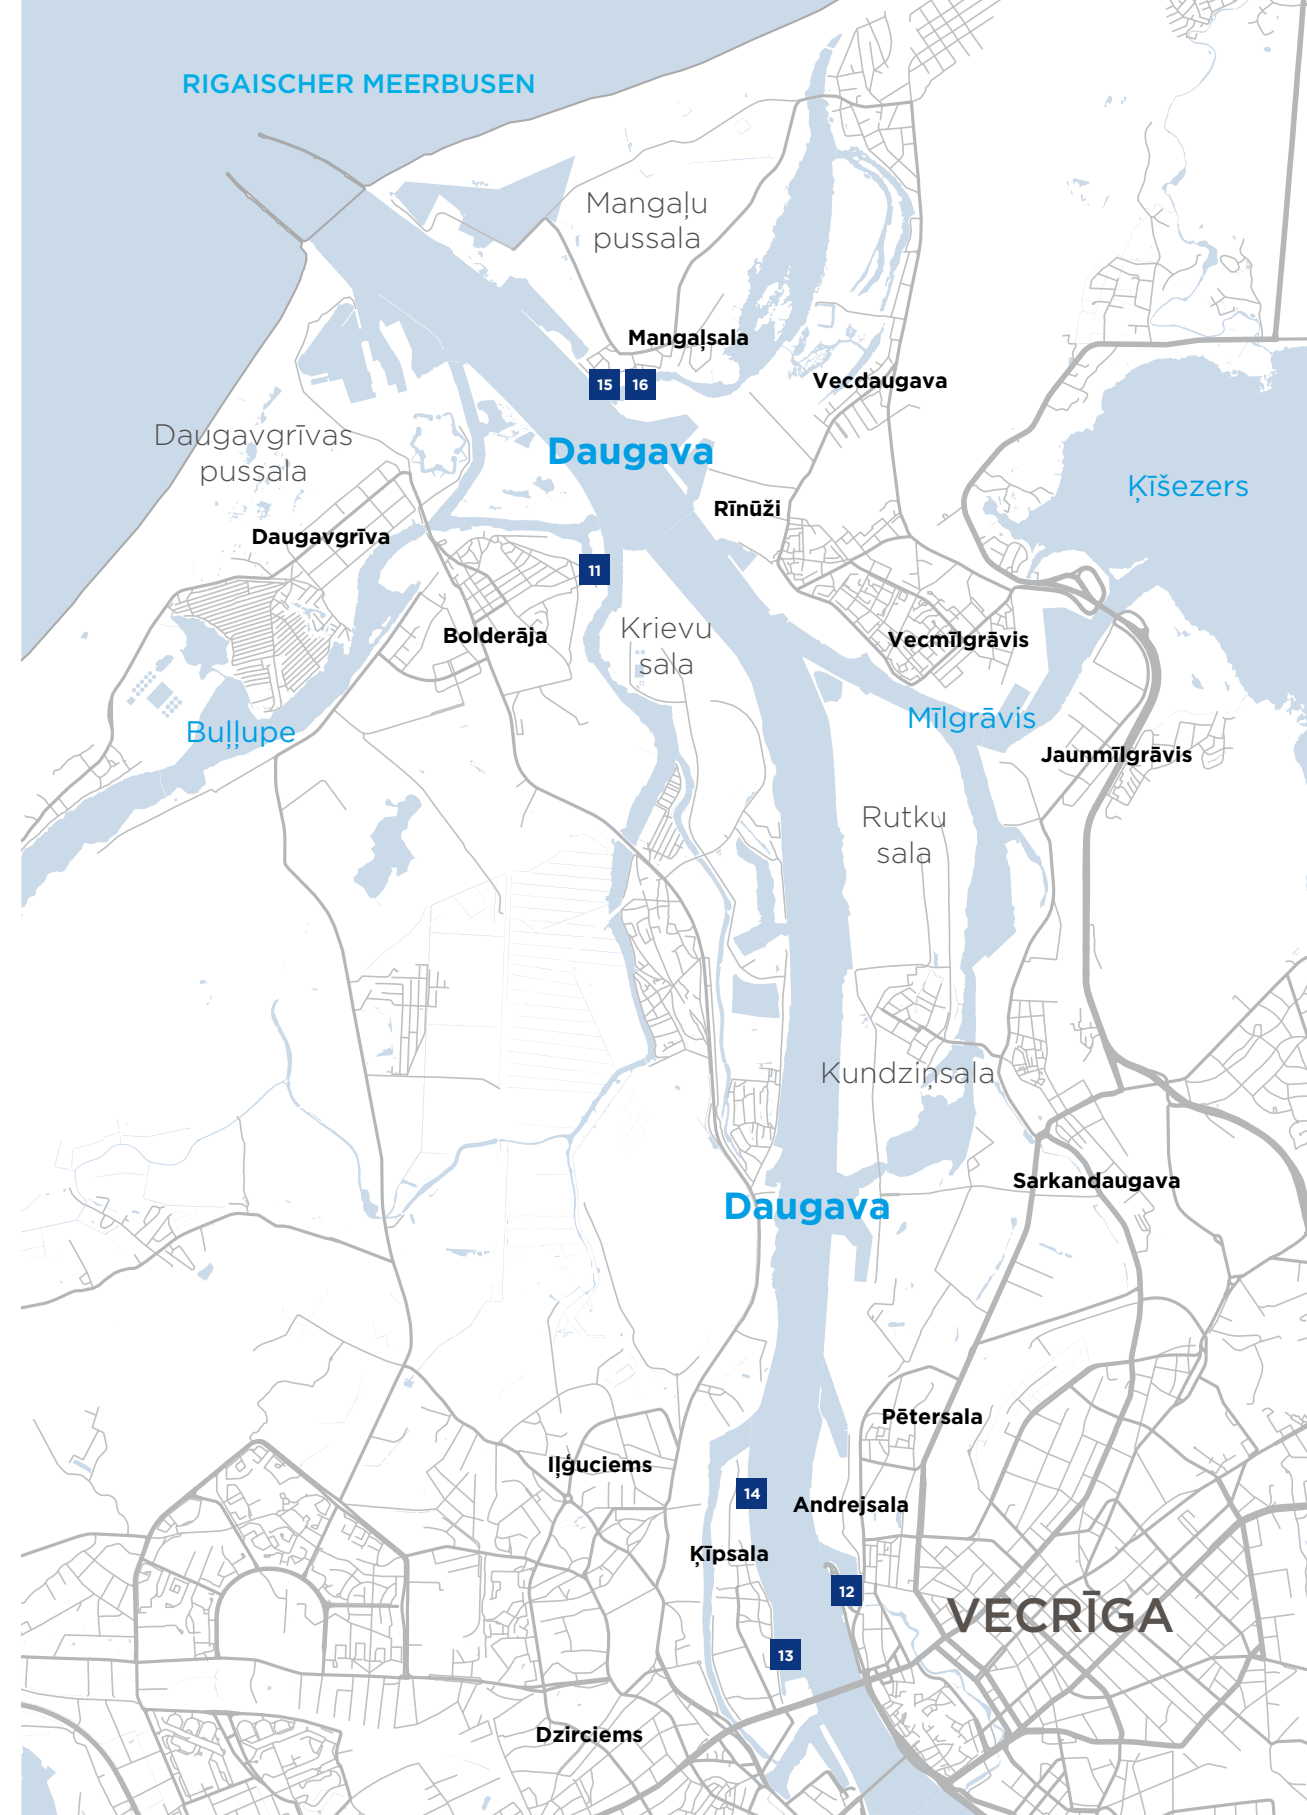 RIGAISCHER MEERBUSEN
Mangaļu
pussala
Mangaļsala
15
16
Vecdaugava
Daugavgrīvas
pussala
Daugava
Ķīšezers
Rīnūži
Daugavgrīva
11
Bolderāja
Krievu
sala
Vecmīlgrāvis
Mīlgrāvis
Buļļupe
Jaunmīlgrāvis
Rutku
sala
Kundziņsala
Sarkandaugava
Daugava
Pētersala
Iļģuciems
14
Andrejsala
Ķīpsala
12
VECRĪGA
13
Dzirciems